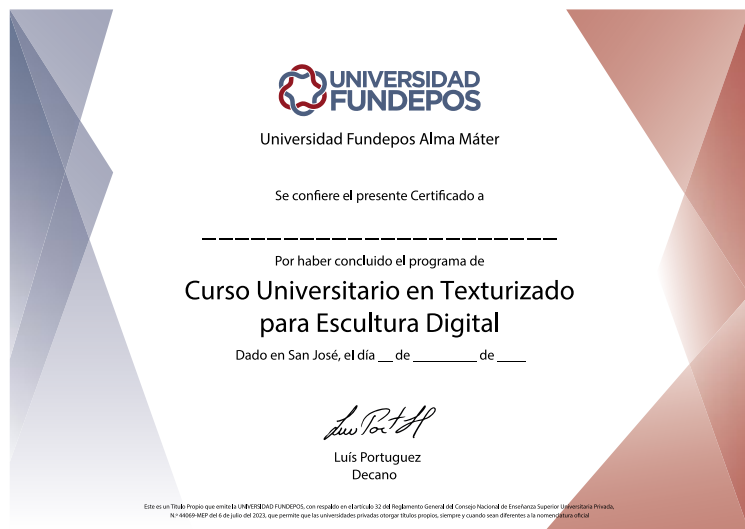 UNIVERSIDAD
FUNDEPOS
Universidad Fundepos Alma Máter
Se confiere el presente Certificado a
Por haber concluido el programa de
Curso Universitario en Texturizado
para Escultura Digital
Dado en San José, el día __ de ________ de ____
Luís Portuguez
Decano
Este es un Título Propio que emite la UNIVERSIDAD FUNDEPOS, con respaldo en el artículo 32 del Reglamento General del Consejo Nacional de Enseñanza Superior Universitaria Privada,
N.º 44069-MEP del 6 de julio del 2023, que permite que las universidades privadas otorgar títulos propios, siempre y cuando sean diferentes a la nomenclatura oficial